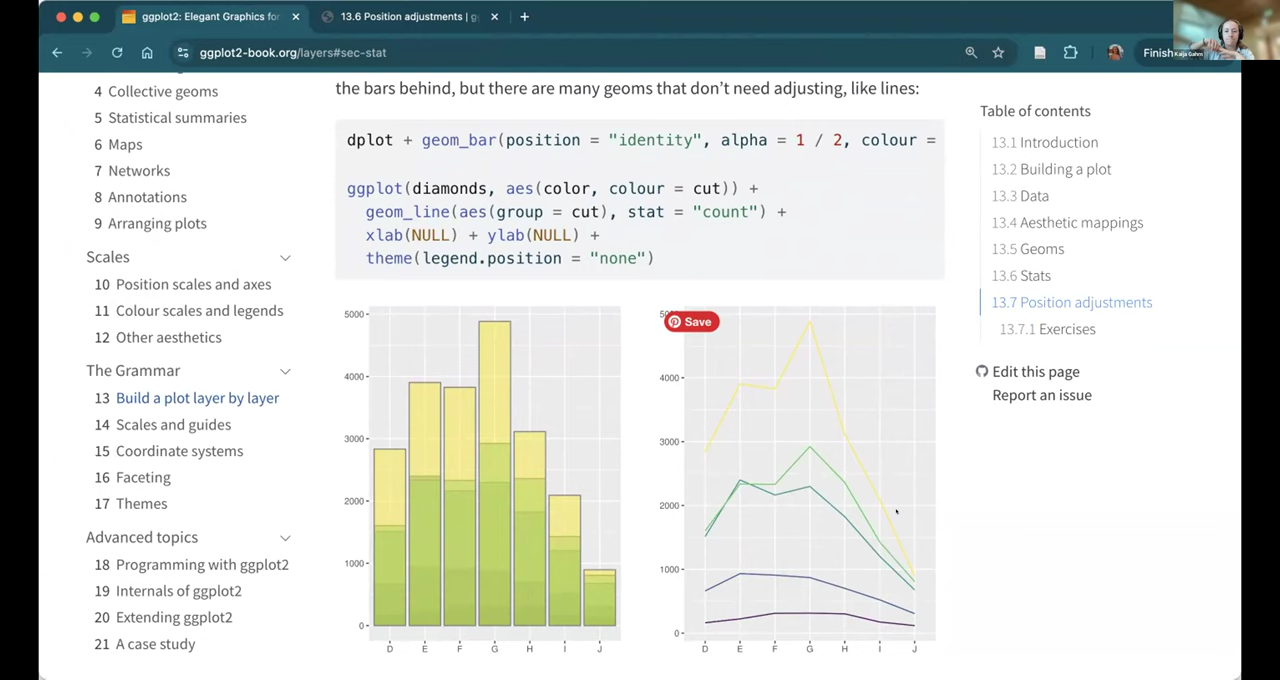 ggplot2: Elegant Graphics for
13.6 Position adjustments | g
ggplot2-book.org/layers#sec-stat
Finish
Kaija Gahm
4 Collective geoms
5 Statistical summaries
6 Maps
7 Networks
8 Annotations
9 Arranging plots
Scales
10 Position scales and axes
11 Colour scales and legends
12 Other aesthetics
The Grammar
13 Build a plot layer by layer
14 Scales and guides
15 Coordinate systems
16 Faceting
17 Themes
Advanced topics
18 Programming with ggplot2
19 Internals of ggplot2
20 Extending ggplot2
21 A case study
the bars behind, but there are many geoms that don’t need adjusting, like lines:
dplot + geom_bar(position = "identity", alpha = 1 / 2, colour =
ggplot(diamonds, aes(color, colour = cut)) +
geom_line(aes(group = cut), stat = "count") +
xlab(NULL) + ylab(NULL) +
theme(legend.position = "none")
5000
4000
3000
2000
1000
0
D E F G H I J
Save
4000
3000
2000
1000
0
D E F G H I J
Table of contents
13.1 Introduction
13.2 Building a plot
13.3 Data
13.4 Aesthetic mappings
13.5 Geoms
13.6 Stats
13.7 Position adjustments
13.7.1 Exercises
Edit this page
Report an issue